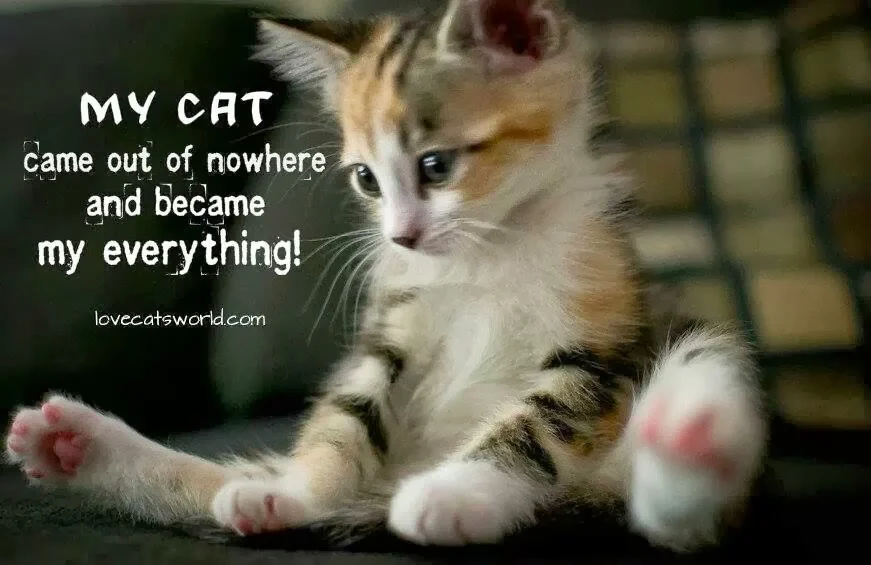 MY CAT
came out of nowhere
and became
my everything!
lovecatsworld.com